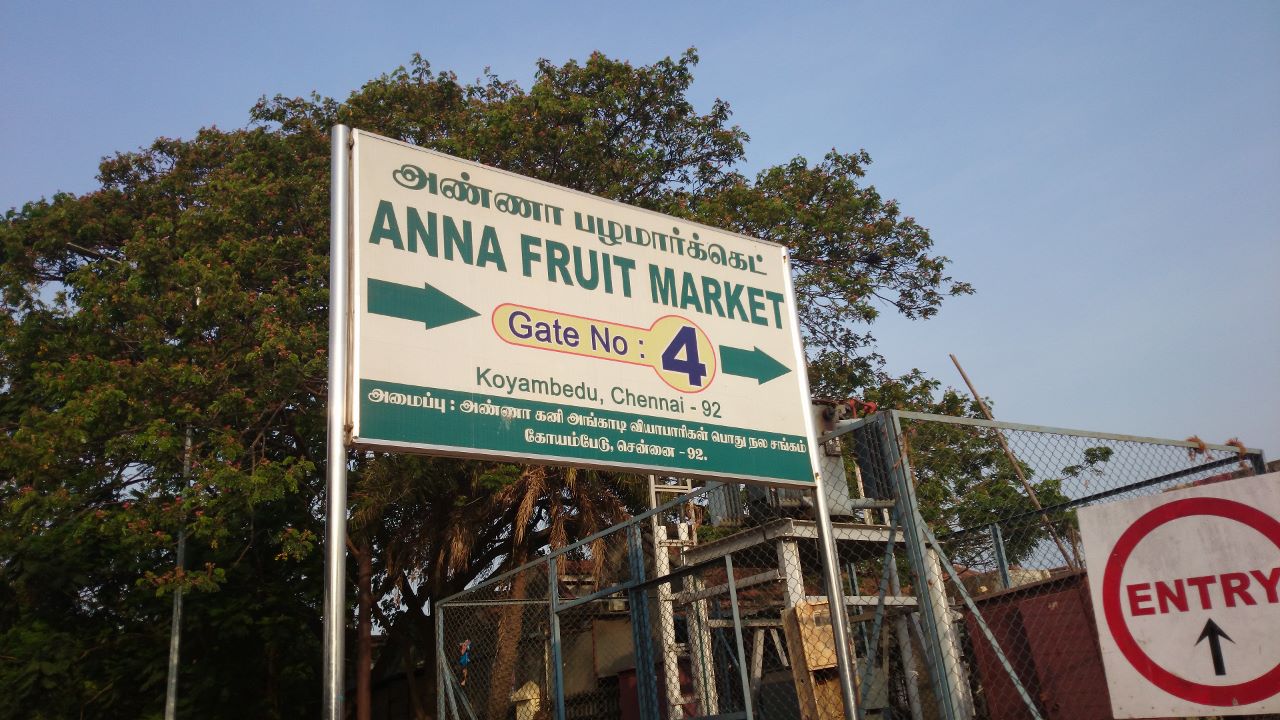 அண்ணா பழமார்க்கெட்
ANNA FRUIT MARKET
Gate No : 4
Koyambedu, Chennai - 92
அமைப்பு : அண்ணா கனி அங்காடி வியாபாரிகள் பொது நல சங்கம்
கோயம்பேடு, சென்னை - 92.
ENTRY